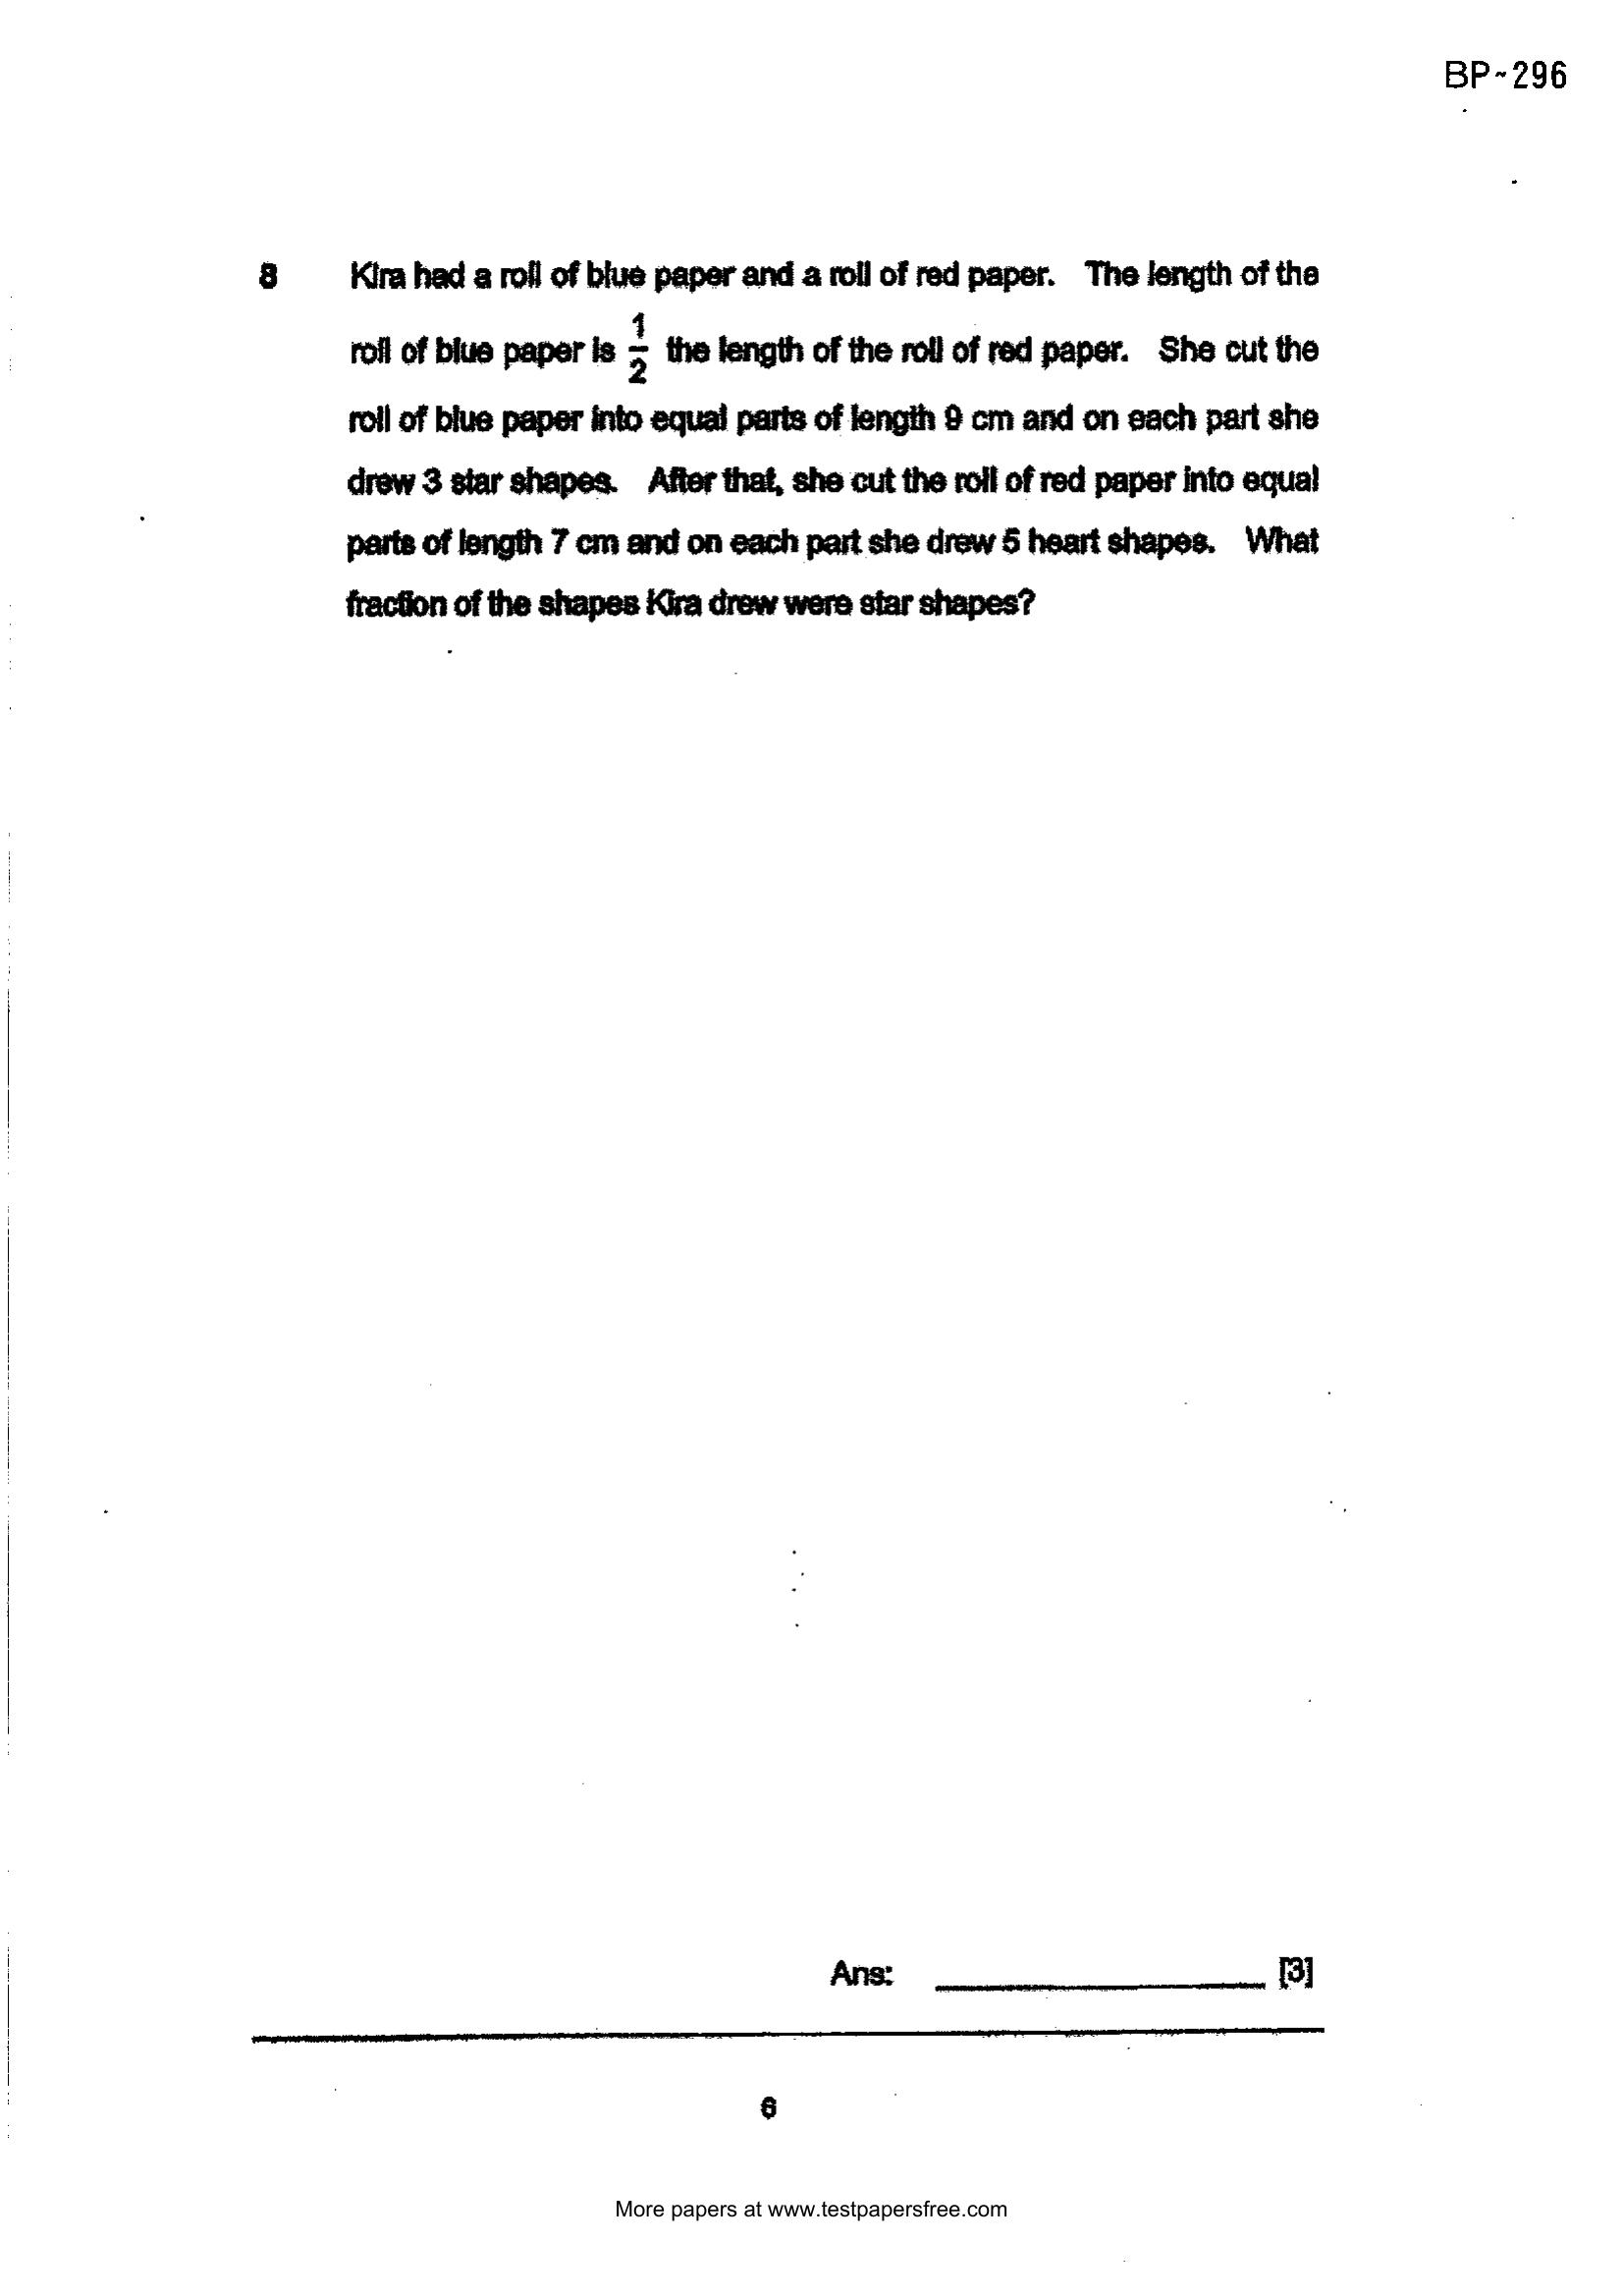 BP~296
8 Kira had a roll of blue paper and a roll of red paper. The length of the
roll of blue paper is 1/2 the length of the roll of red paper. She cut the
roll of blue paper into equal parts of length 9 cm and on each part she
drew 3 star shapes. After that, she cut the roll of red paper into equal
parts of length 7 cm and on each part she drew 5 heart shapes. What
fraction of the shapes Kira drew were star shapes?
Ans: ____________ [3]
6
More papers at www.testpapersfree.com